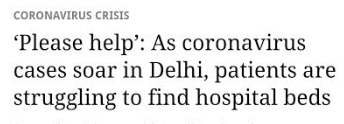 CORONAVIRUS CRISIS
‘Please help’: As coronavirus
cases soar in Delhi, patients are
struggling to find hospital beds